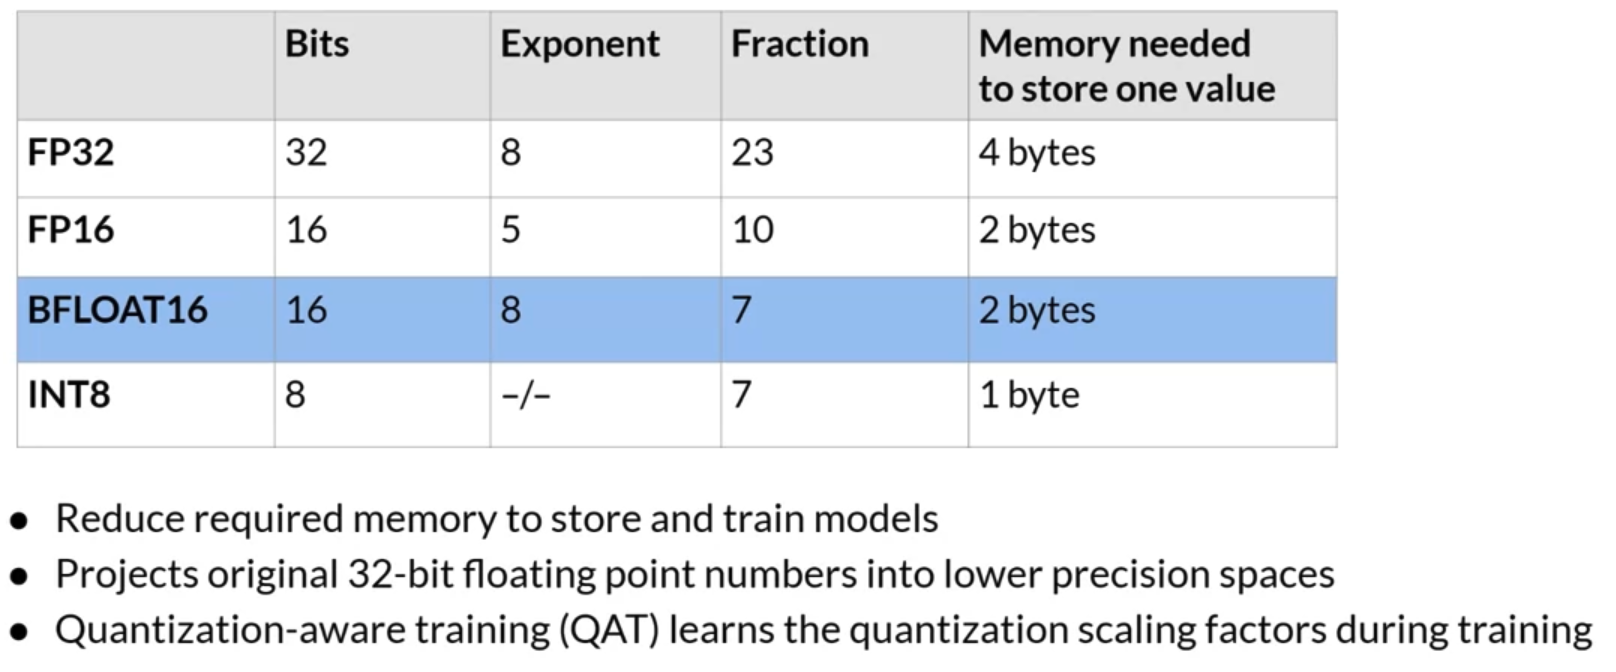 Bits Exponent Fraction Memory needed
to store one value
FP32 32 8 23 4 bytes
FP16 16 5 10 2 bytes
BFLOAT16 16 8 7 2 bytes
INT8 8 –/– 7 1 byte
● Reduce required memory to store and train models
● Projects original 32-bit floating point numbers into lower precision spaces
● Quantization-aware training (QAT) learns the quantization scaling factors during training